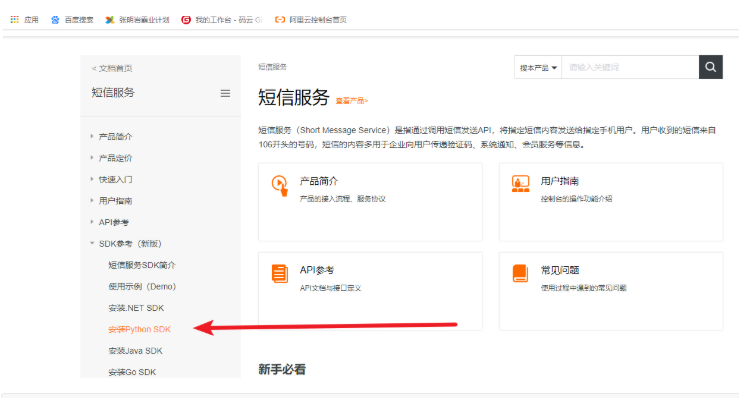 应用 百度搜索 张明岩霸业计划 我的工作台 - 码云 Gi 阿里云控制台首页
< 文档首页
短信服务
产品简介
产品定价
快速入门
用户指南
API参考
SDK参考（新版）
短信服务SDK简介
使用示例（Demo）
安装.NET SDK
安装Python SDK
安装Java SDK
安装Go SDK
短信服务
搜本产品 请输入关键词
短信服务 查看产品>
短信服务（Short Message Service）是指通过调用短信发送API，将指定短信内容发送给指定手机用户。用户收到的短信来自
106开头的号码，短信的内容多用于企业向用户传递验证码、系统通知、会员服务等信息。
产品简介
产品的接入流程、服务协议
用户指南
控制台的操作功能介绍
API参考
API文档与接口定义
常见问题
使用过程中遇到的常见问题
新手必看